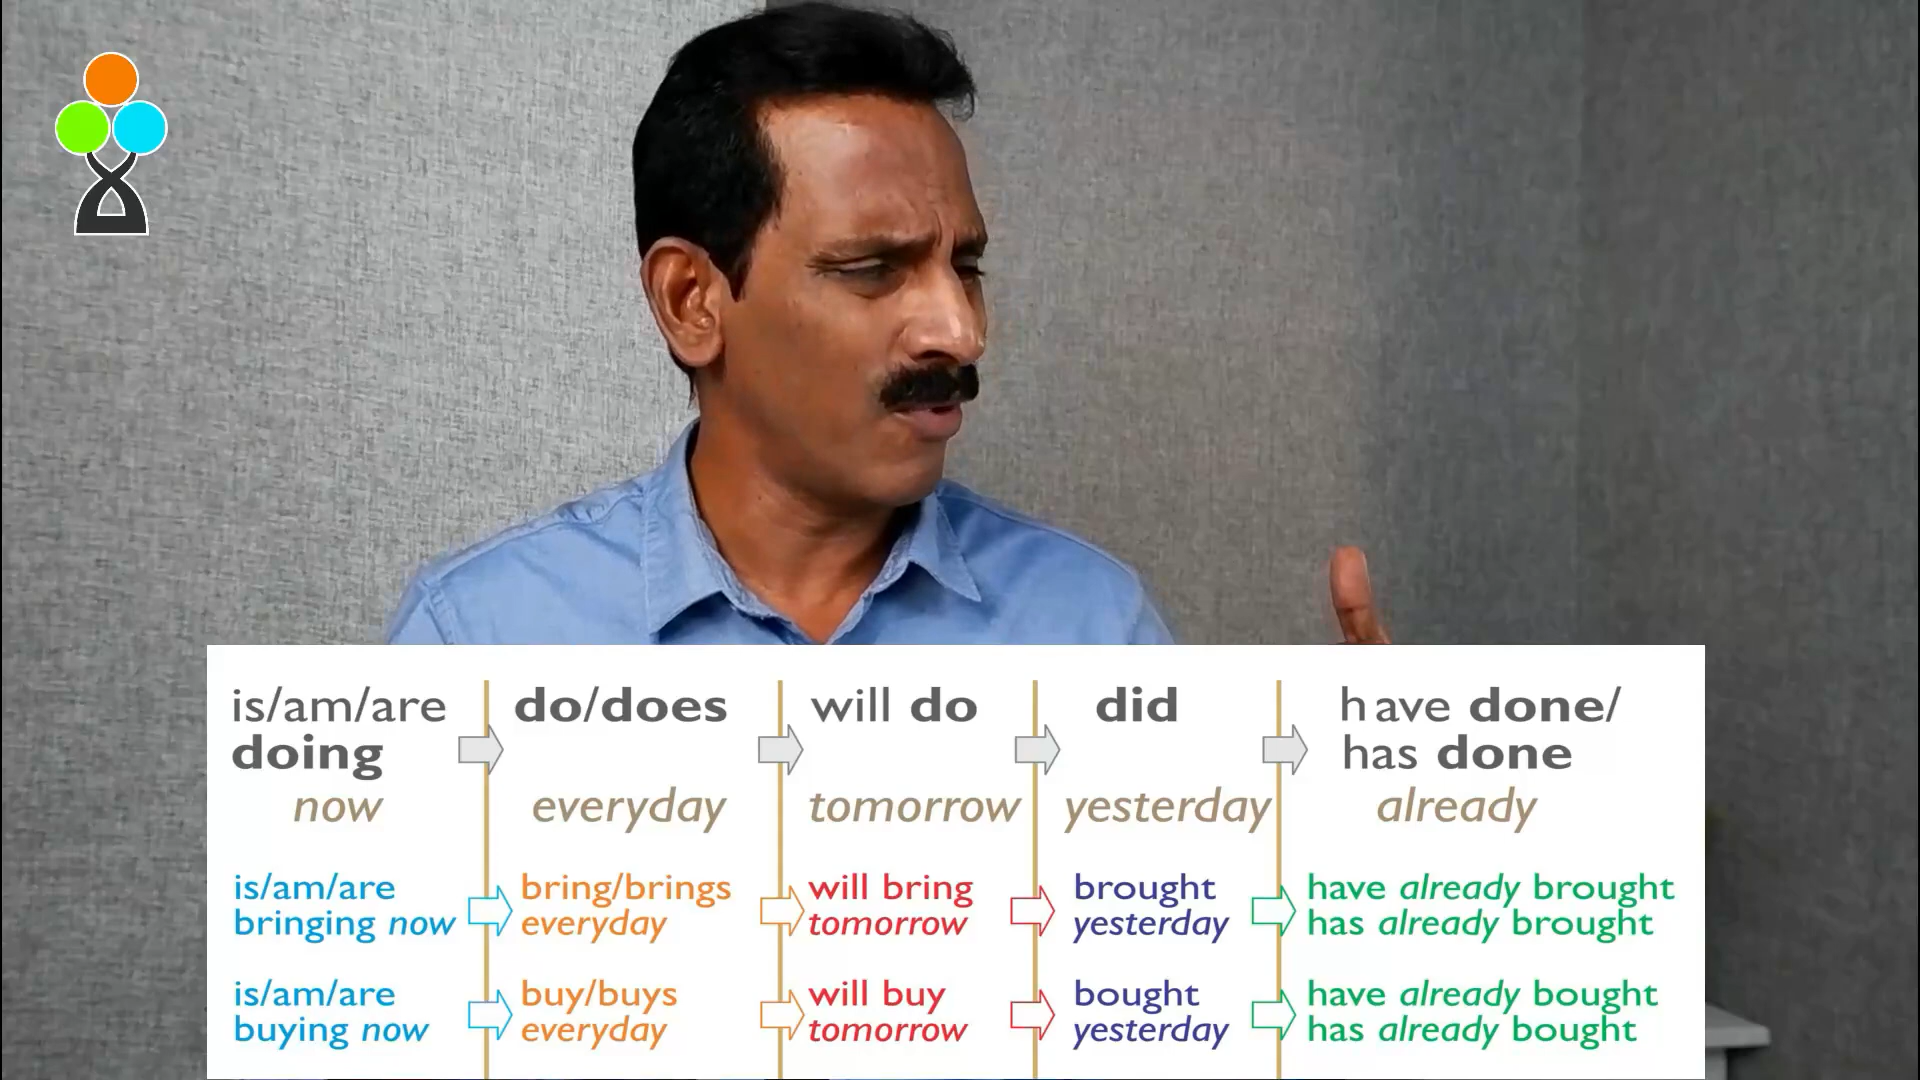 is/am/are
doing
now
do/does
everyday
will do
tomorrow
did
yesterday
have done/
has done
already
is/am/are
bringing now
bring/brings
everyday
will bring
tomorrow
brought
yesterday
have already brought
has already brought
is/am/are
buying now
buy/buys
everyday
will buy
tomorrow
bought
yesterday
have already bought
has already bought